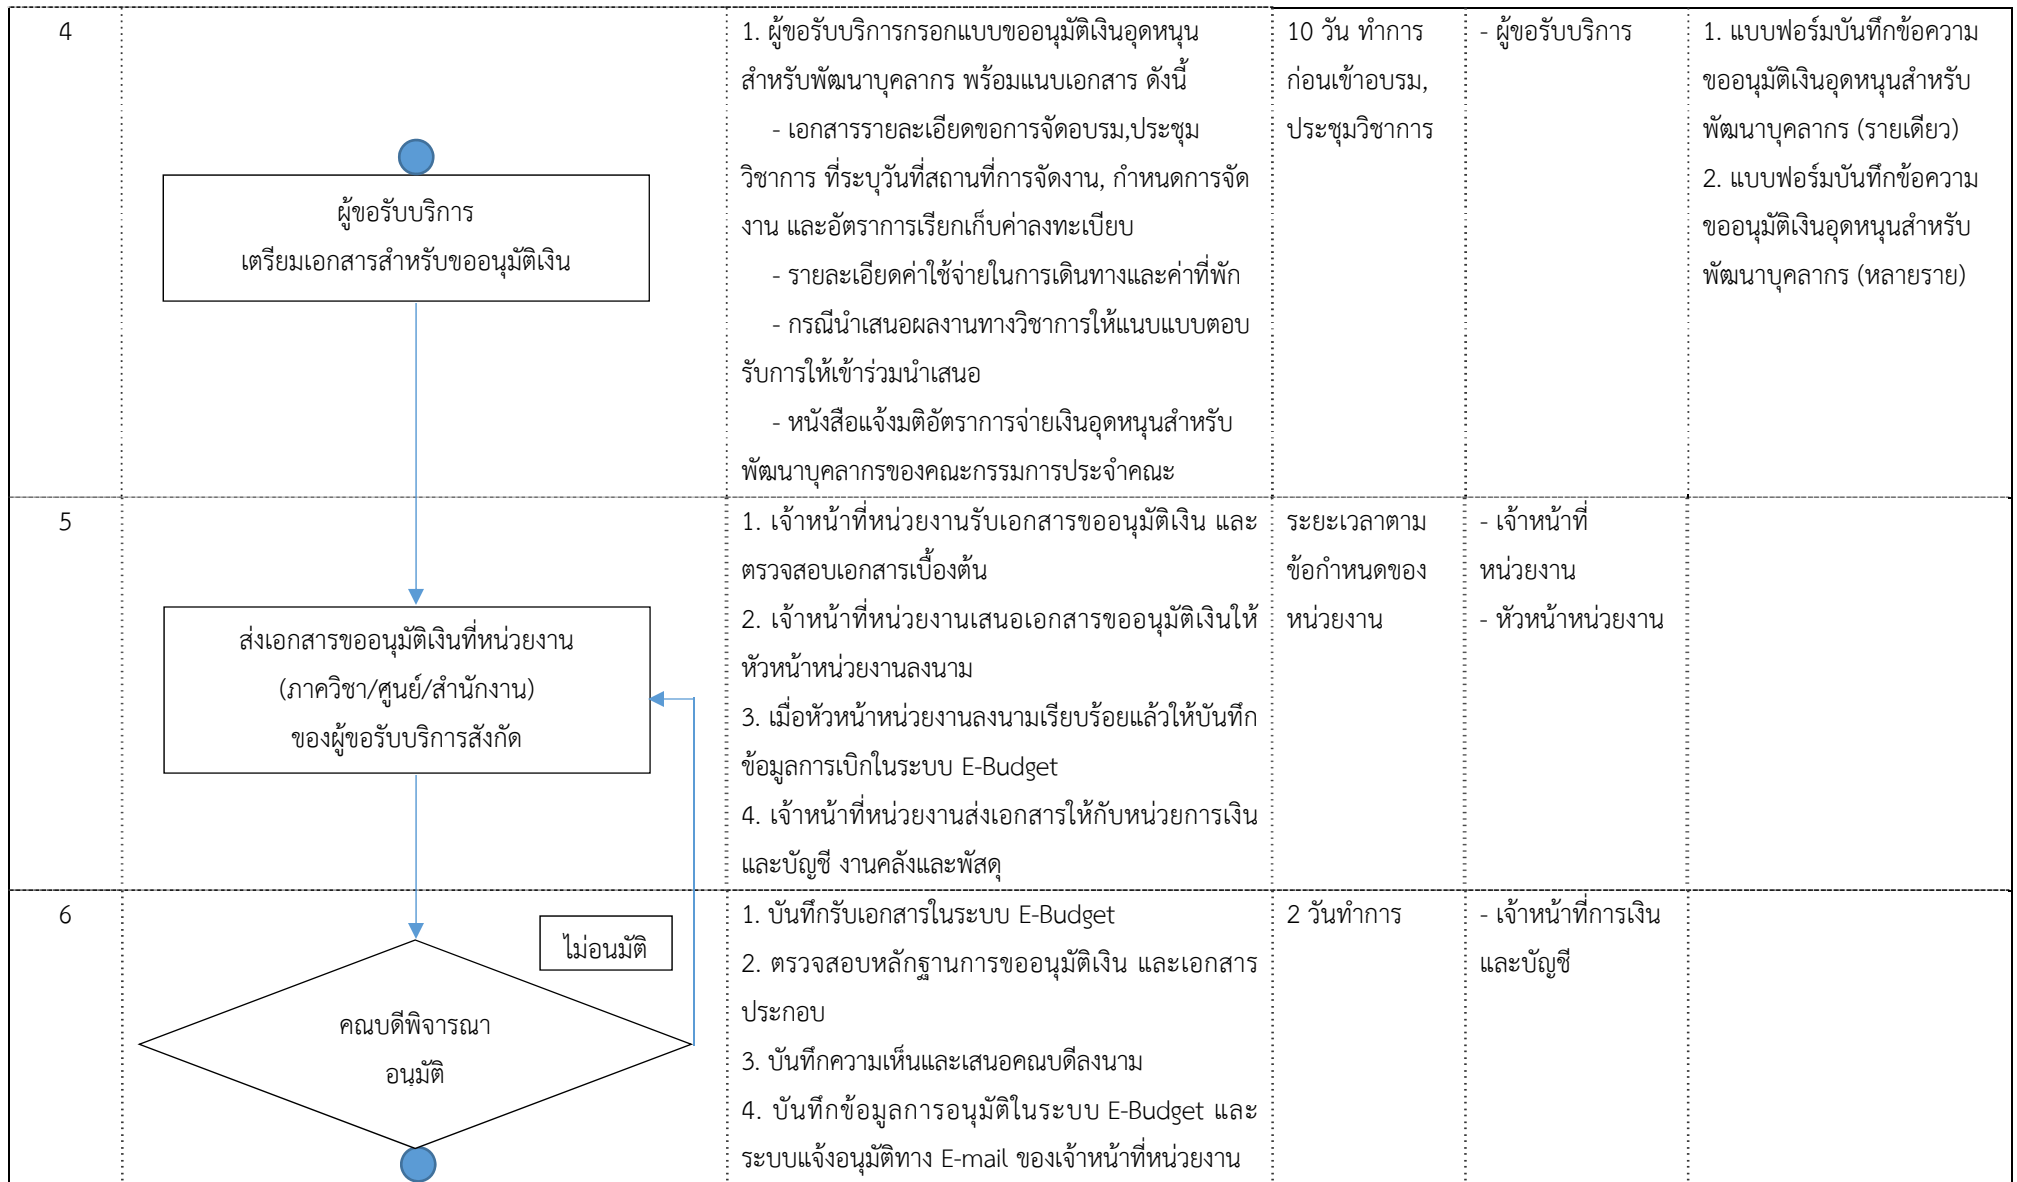 4
ผู้ขอรับบริการ
เตรียมเอกสารสำหรับขออนุมัติเงิน
1. ผู้ขอรับบริการกรอกแบบขออนุมัติเงินอุดหนุน
สำหรับพัฒนาบุคลากร พร้อมแนบเอกสาร ดังนี้
- เอกสารรายละเอียดขอการจัดอบรม,ประชุม
วิชาการ ที่ระบุวันที่สถานที่การจัดงาน, กำหนดการจัด
งาน และอัตราการเรียกเก็บค่าลงทะเบียบ
- รายละเอียดค่าใช้จ่ายในการเดินทางและค่าที่พัก
- กรณีนำเสนอผลงานทางวิชาการให้แนบแบบตอบ
รับการให้เข้าร่วมนำเสนอ
- หนังสือแจ้งมติอัตราการจ่ายเงินอุดหนุนสำหรับ
พัฒนาบุคลากรของคณะกรรมการประจำคณะ
10 วัน ทำการ
ก่อนเข้าอบรม,
ประชุมวิชาการ
- ผู้ขอรับบริการ
1. แบบฟอร์มบันทึกข้อความ
ขออนุมัติเงินอุดหนุนสำหรับ
พัฒนาบุคลากร (รายเดียว)
2. แบบฟอร์มบันทึกข้อความ
ขออนุมัติเงินอุดหนุนสำหรับ
พัฒนาบุคลากร (หลายราย)
5
ส่งเอกสารขออนุมัติเงินที่หน่วยงาน
(ภาควิชา/ศูนย์/สำนักงาน)
ของผู้ขอรับบริการสังกัด
1. เจ้าหน้าที่หน่วยงานรับเอกสารขออนุมัติเงิน และ
ตรวจสอบเอกสารเบื้องต้น
2. เจ้าหน้าที่หน่วยงานเสนอเอกสารขออนุมัติเงินให้
หัวหน้าหน่วยงานลงนาม
3. เมื่อหัวหน้าหน่วยงานลงนามเรียบร้อยแล้วให้บันทึก
ข้อมูลการเบิกในระบบ E-Budget
4. เจ้าหน้าที่หน่วยงานส่งเอกสารให้กับหน่วยการเงิน
และบัญชี งานคลังและพัสดุ
ระยะเวลาตาม
ข้อกำหนดของ
หน่วยงาน
- เจ้าหน้าที่
หน่วยงาน
- หัวหน้าหน่วยงาน
6
ไม่อนมัติ
คณบดีพิจารณา
อนุมัติ
1. บันทึกรับเอกสารในระบบ E-Budget
2. ตรวจสอบหลักฐานการขออนุมัติเงิน และเอกสาร
ประกอบ
3. บันทึกความเห็นและเสนอคณบดีลงนาม
4. บันทึกข้อมูลการอนุมัติในระบบ E-Budget และ
ระบบแจ้งอนุมัติทาง E-mail ของเจ้าหน้าที่หน่วยงาน
2 วันทำการ
- เจ้าหน้าที่การเงิน
และบัญชี